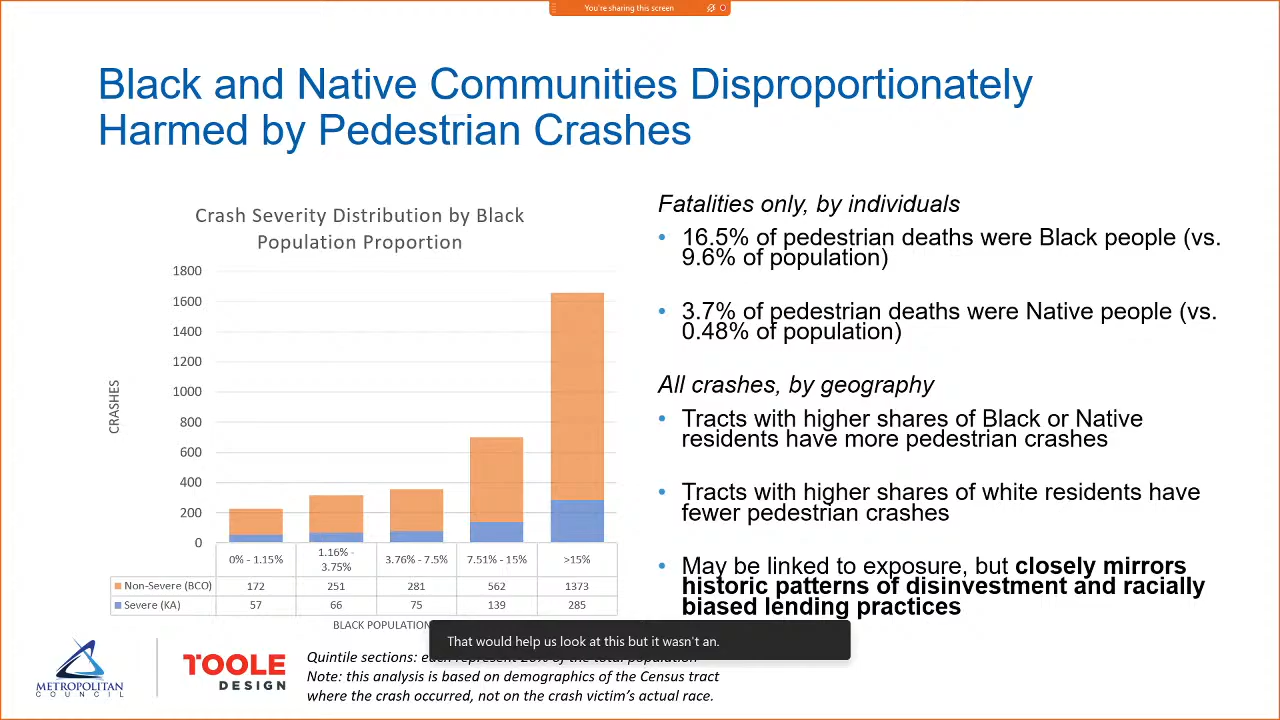 You're sharing this screen
Black and Native Communities Disproportionately
Harmed by Pedestrian Crashes
Crash Severity Distribution by Black
Population Proportion
1800
1600
1400
1200
1000
800
600
400
200
0
CRASHES
0% - 1.15%
1.16% -
3.75%
3.76% - 7.5%
7.51% - 15%
>15%
Non-Severe (BCO) 172 251 281 562 1373
Severe (KA) 57 66 75 139 285
BLACK POPULATION
Fatalities only, by individuals
• 16.5% of pedestrian deaths were Black people (vs.
9.6% of population)
• 3.7% of pedestrian deaths were Native people (vs.
0.48% of population)
All crashes, by geography
• Tracts with higher shares of Black or Native
residents have more pedestrian crashes
• Tracts with higher shares of white residents have
fewer pedestrian crashes
• May be linked to exposure, but closely mirrors
historic patterns of disinvestment and racially
biased lending practices
That would help us look at this but it wasn't an.
METROPOLITAN
COUNCIL
TOOLE
DESIGN
Quintile sections: each represent 20% of the total population
Note: this analysis is based on demographics of the Census tract
where the crash occurred, not on the crash victim's actual race.